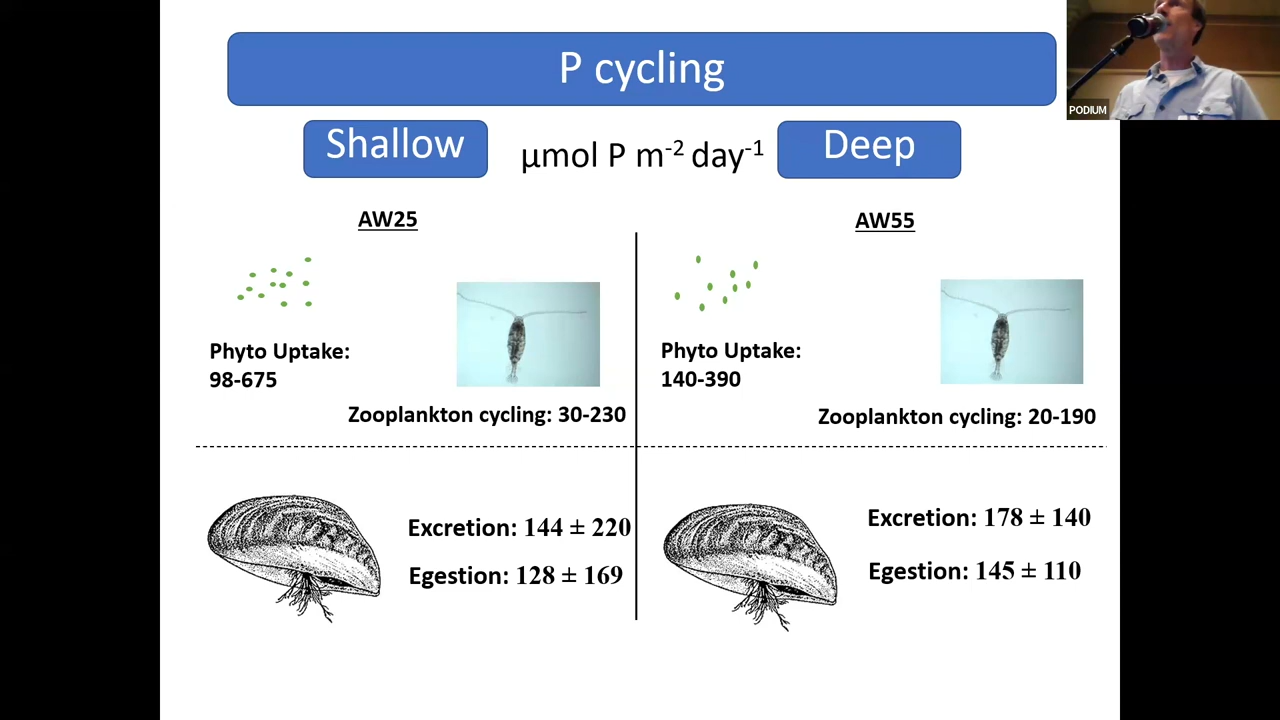 P cycling
PODIUM
Shallow
µmol P m-2 day-1
Deep
AW25
AW55
Phyto Uptake:
98-675
Zooplankton cycling: 30-230
Phyto Uptake:
140-390
Zooplankton cycling: 20-190
Excretion: 144 ± 220
Egestion: 128 ± 169
Excretion: 178 ± 140
Egestion: 145 ± 110